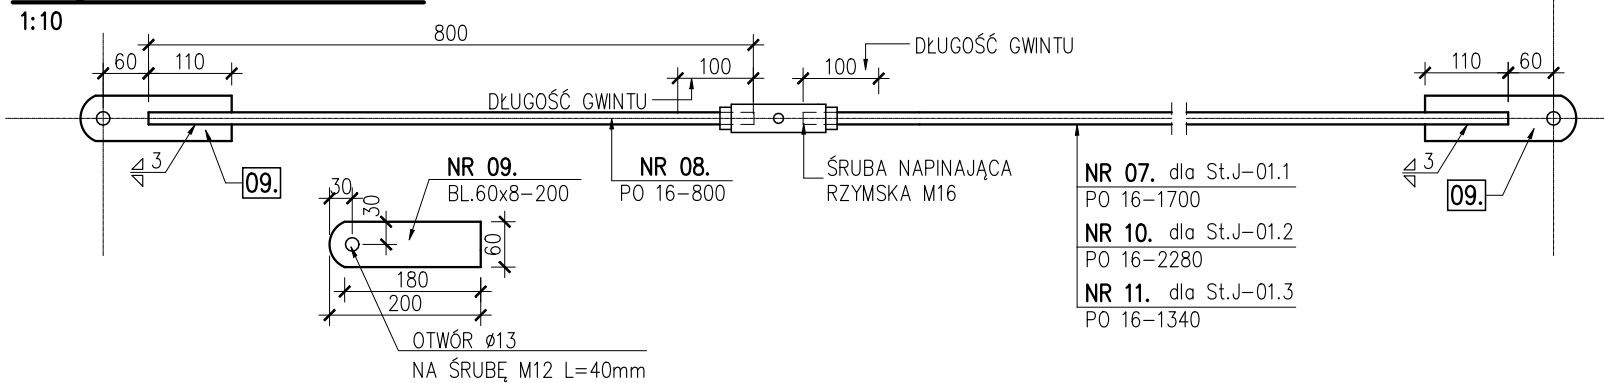 1:10
800
60
110
100
DŁUGOŚĆ GWINTU
100
DŁUGOŚĆ GWINTU
110
60
3
09.
NR 09.
BL.60x8-200
NR 08.
PO 16-800
ŚRUBA NAPINAJĄCA
RZYMSKA M16
NR 07. dla St.J-01.1
PO 16-1700
NR 10. dla St.J-01.2
PO 16-2280
NR 11. dla St.J-01.3
PO 16-1340
3
09.
30
30
60
180
200
OTWÓR ø13
NA ŚRUBĘ M12 L=40mm